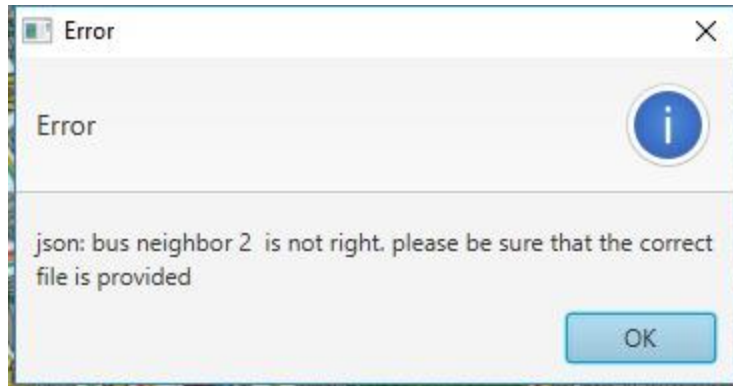 Error
Error
json: bus neighbor 2  is not right. please be sure that the correct
file is provided
OK